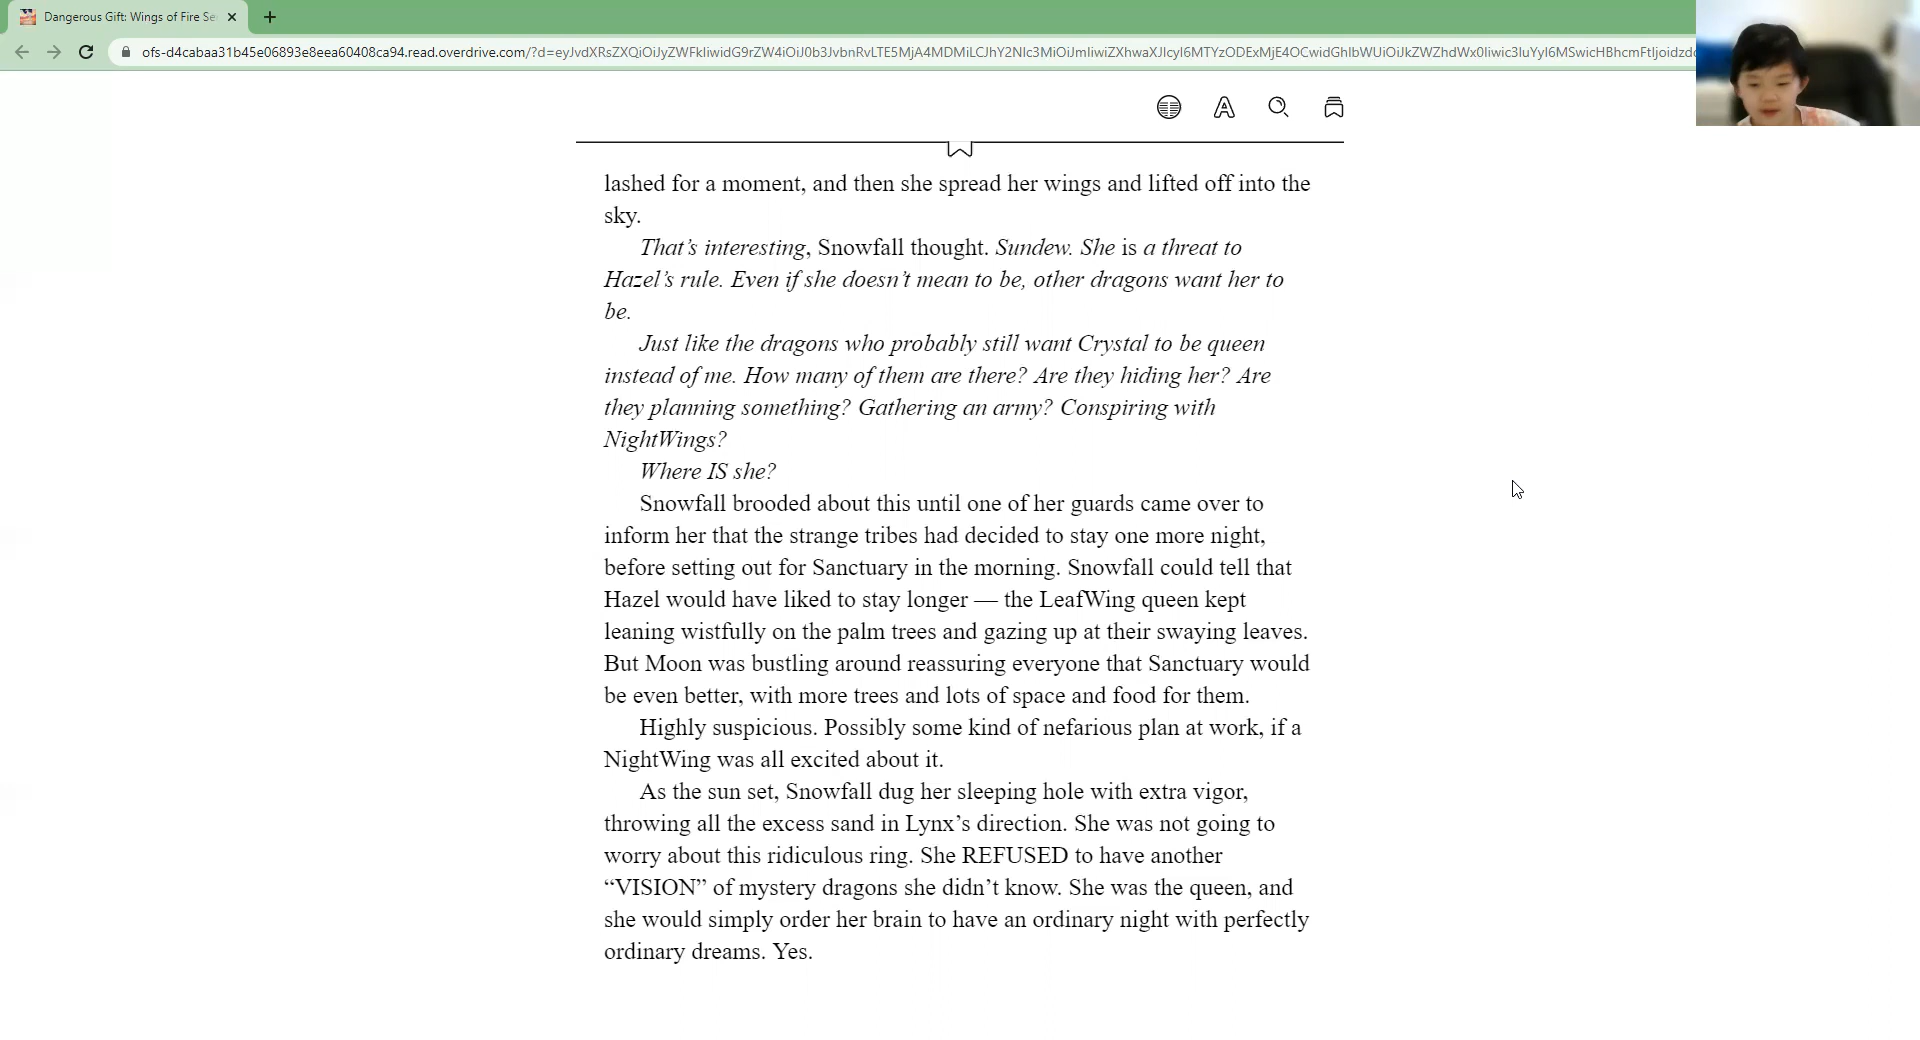 Dangerous Gift: Wings of Fire Se
ofs-d4cabaa31b45e06893e8eea60408ca94.read.overdrive.com/?d=
lashed for a moment, and then she spread her wings and lifted off into the
sky.
That’s interesting, Snowfall thought. Sundew. She is a threat to
Hazel’s rule. Even if she doesn’t mean to be, other dragons want her to
be.
Just like the dragons who probably still want Crystal to be queen
instead of me. How many of them are there? Are they hiding her? Are
they planning something? Gathering an army? Conspiring with
NightWings?
Where IS she?
Snowfall brooded about this until one of her guards came over to
inform her that the strange tribes had decided to stay one more night,
before setting out for Sanctuary in the morning. Snowfall could tell that
Hazel would have liked to stay longer — the LeafWing queen kept
leaning wistfully on the palm trees and gazing up at their swaying leaves.
But Moon was bustling around reassuring everyone that Sanctuary would
be even better, with more trees and lots of space and food for them.
Highly suspicious. Possibly some kind of nefarious plan at work, if a
NightWing was all excited about it.
As the sun set, Snowfall dug her sleeping hole with extra vigor,
throwing all the excess sand in Lynx’s direction. She was not going to
worry about this ridiculous ring. She REFUSED to have another
“VISION” of mystery dragons she didn’t know. She was the queen, and
she would simply order her brain to have an ordinary night with perfectly
ordinary dreams. Yes.